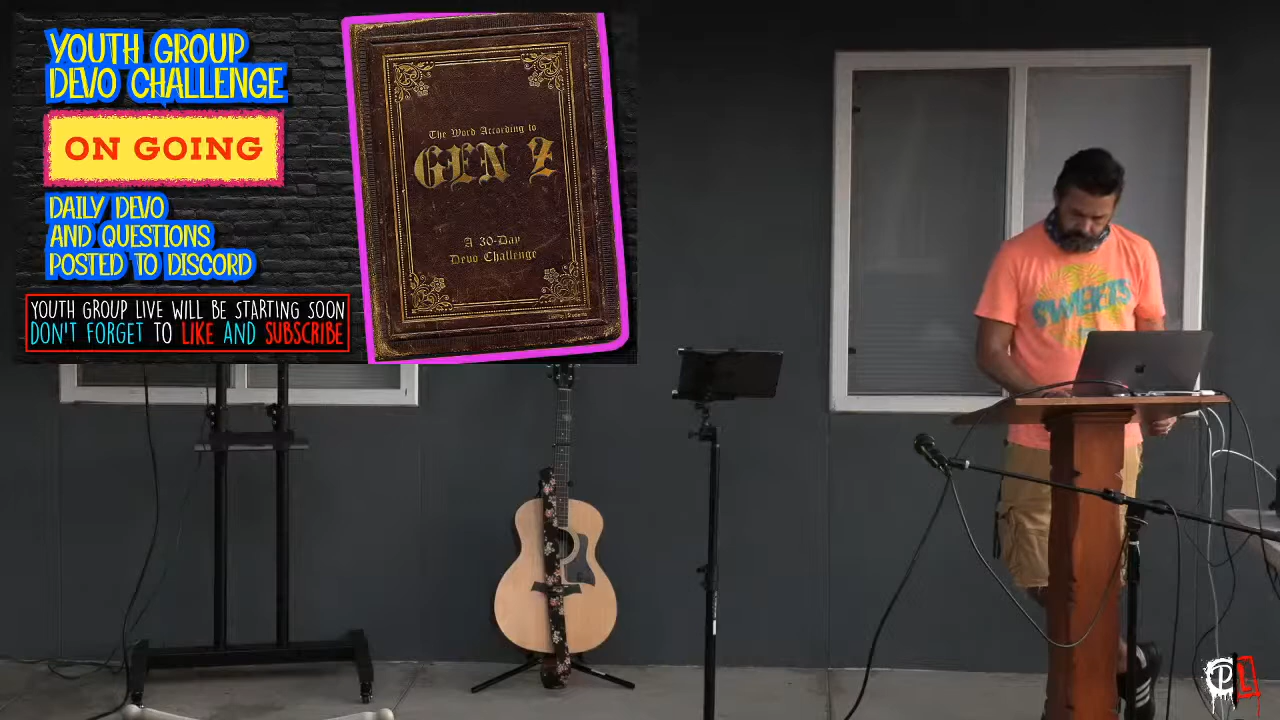 YOUTH GROUP
DEVO CHALLENGE
ON GOING
DAILY DEVO
AND QUESTIONS
POSTED TO DISCORD
YOUTH GROUP LIVE WILL BE STARTING SOON
DON'T FORGET TO LIKE AND SUBSCRIBE
The Word According to
GEN Z
A 30-Day
Devo Challenge